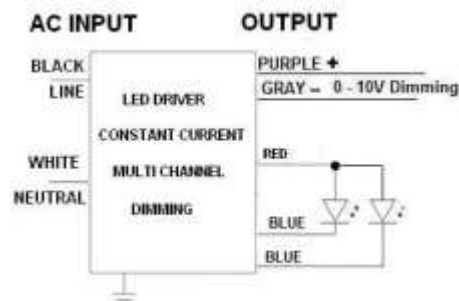 AC INPUT
OUTPUT
BLACK
LINE
WHITE
NEUTRAL
LED DRIVER
CONSTANT CURRENT
MULTI CHANNEL
DIMMING
PURPLE +
GRAY – 0 - 10V Dimming
RED
BLUE
BLUE